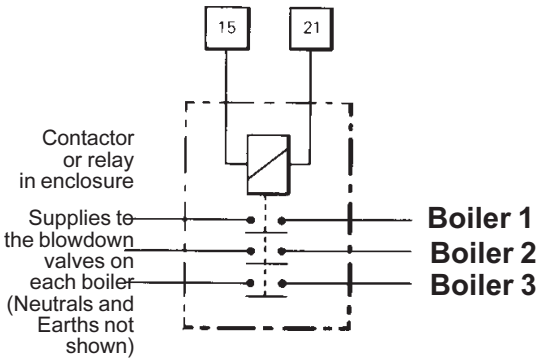 15 21
Contactor
or relay
in enclosure
Supplies to
the blowdown
valves on
each boiler
(Neutrals and
Earths not
shown)
Boiler 1
Boiler 2
Boiler 3